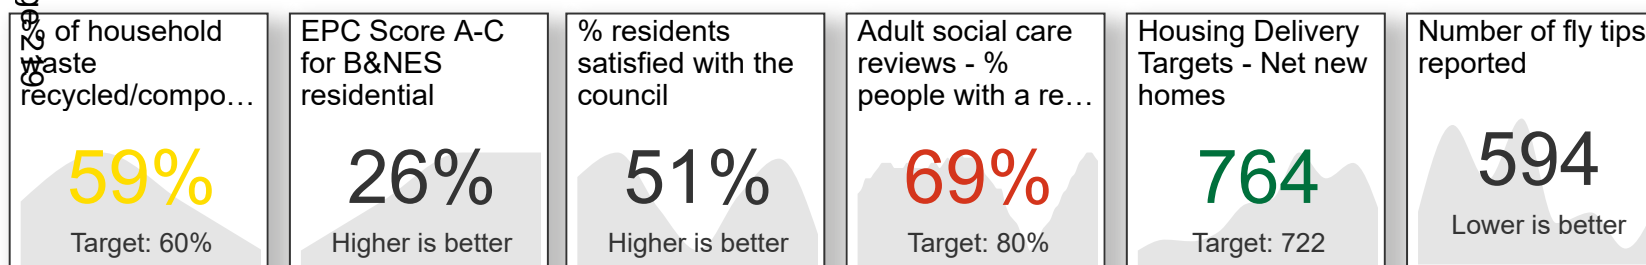 % of household
waste
recycled/compo…
59%
Target: 60%
EPC Score A-C
for B&NES
residential
26%
Higher is better
% residents
satisfied with the
council
51%
Higher is better
Adult social care
reviews - %
people with a re…
69%
Target: 80%
Housing Delivery
Targets - Net new
homes
764
Target: 722
Number of fly tips
reported
594
Lower is better
219